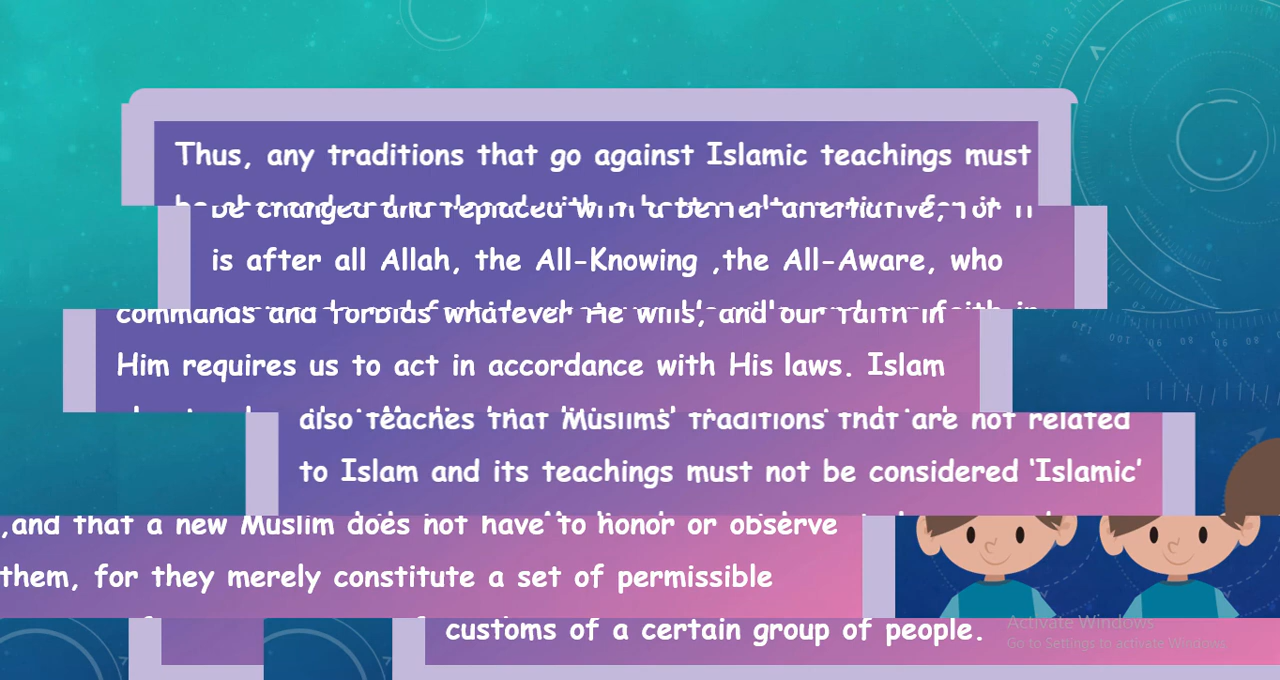 Thus, any traditions that go against Islamic teachings must
be changed and replaced with a better alternative, for it
is after all Allah, the All-Knowing ,the All-Aware, who
commands and forbids whatever He wills, and our faith in
Him requires us to act in accordance with His laws. Islam
also teaches that Muslims' traditions that are not related
to Islam and its teachings must not be considered ‘Islamic’
,and that a new Muslim does not have to honor or observe
them, for they merely constitute a set of permissible
customs of a certain group of people.
Activate Windows
Go to Settings to activate Windows.